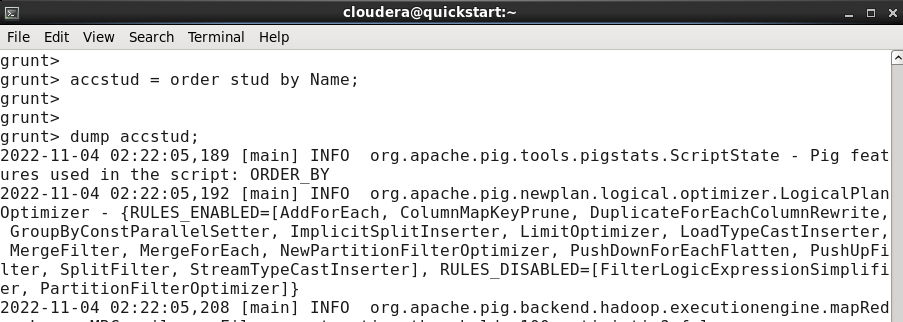 cloudera@quickstart:~
File Edit View Search Terminal Help
grunt>
grunt> accstud = order stud by Name;
grunt>
grunt>
grunt> dump accstud;
2022-11-04 02:22:05,189 [main] INFO  org.apache.pig.tools.pigstats.ScriptState - Pig feat
ures used in the script: ORDER_BY
2022-11-04 02:22:05,192 [main] INFO  org.apache.pig.newplan.logical.optimizer.LogicalPlan
Optimizer - {RULES_ENABLED=[AddForEach, ColumnMapKeyPrune, DuplicateForEachColumnRewrite,
 GroupByConstParallelSetter, ImplicitSplitInserter, LimitOptimizer, LoadTypeCastInserter,
 MergeFilter, MergeForEach, NewPartitionFilterOptimizer, PushDownForEachFlatten, PushUpFi
lter, SplitFilter, StreamTypeCastInserter], RULES_DISABLED=[FilterLogicExpressionSimplifi
er, PartitionFilterOptimizer]}
2022-11-04 02:22:05,208 [main] INFO  org.apache.pig.backend.hadoop.executionengine.mapRed